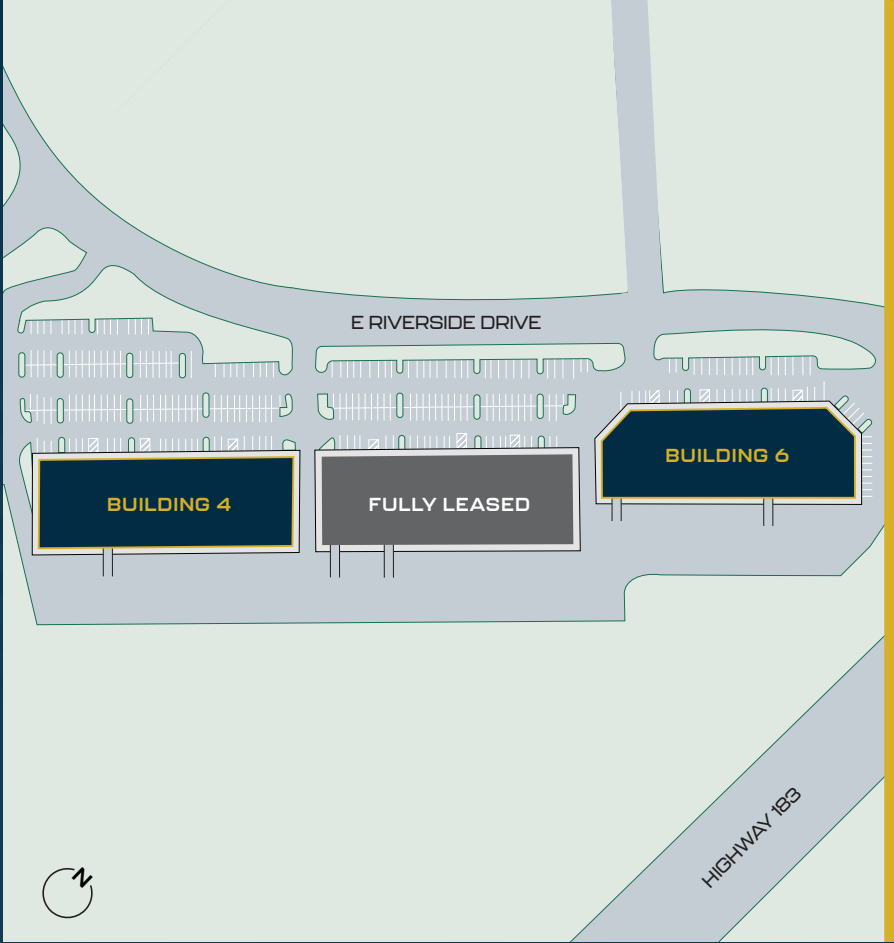 E RIVERSIDE DRIVE
BUILDING 4
FULLY LEASED
BUILDING 6
HIGHWAY 183
N